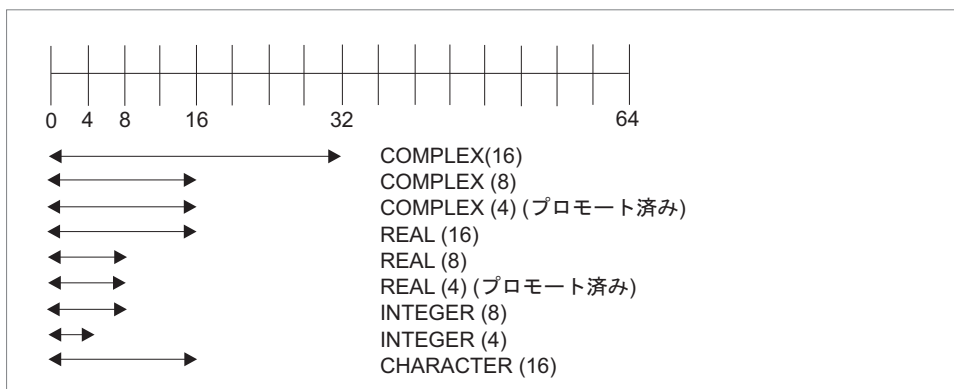 0 4 8 16 32 64
COMPLEX(16)
COMPLEX (8)
COMPLEX (4) (プロモート済み)
REAL (16)
REAL (8)
REAL (4) (プロモート済み)
INTEGER (8)
INTEGER (4)
CHARACTER (16)